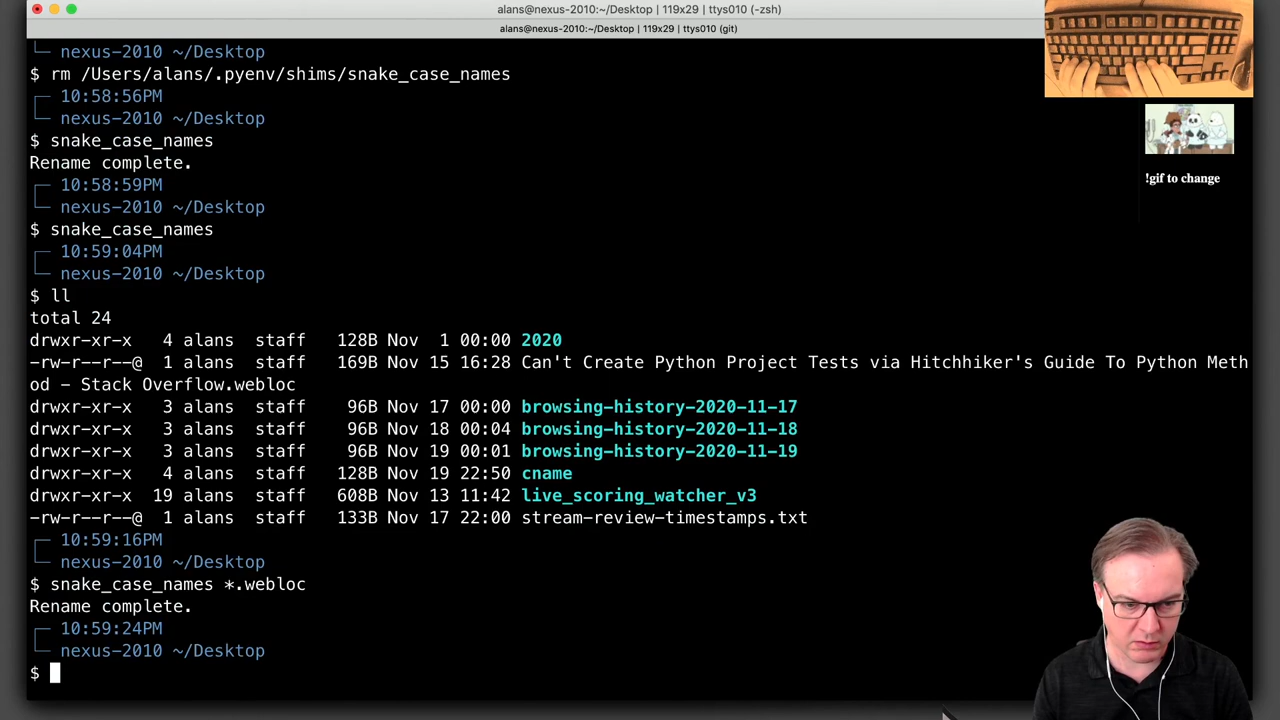 alans@nexus-2010:~/Desktop | 119x29 | ttys010 (-zsh)
alans@nexus-2010:~/Desktop | 119x29 | ttys010 (git)
nexus-2010 ~/Desktop
$ rm /Users/alans/.pyenv/shims/snake_case_names
10:58:56PM
nexus-2010 ~/Desktop
$ snake_case_names
Rename complete.
10:58:59PM
nexus-2010 ~/Desktop
$ snake_case_names
10:59:04PM
nexus-2010 ~/Desktop
$ ll
total 24
drwxr-xr-x 4 alans staff 128B Nov 1 00:00 2020
-rw-r--r--@ 1 alans staff 169B Nov 15 16:28 Can't Create Python Project Tests via Hitchhiker's Guide To Python Meth
od - Stack Overflow.webloc
drwxr-xr-x 3 alans staff 96B Nov 17 00:00 browsing-history-2020-11-17
drwxr-xr-x 3 alans staff 96B Nov 18 00:04 browsing-history-2020-11-18
drwxr-xr-x 3 alans staff 96B Nov 19 00:01 browsing-history-2020-11-19
drwxr-xr-x 4 alans staff 128B Nov 19 22:50 cname
drwxr-xr-x 19 alans staff 608B Nov 13 11:42 live_scoring_watcher_v3
-rw-r--r--@ 1 alans staff 133B Nov 17 22:00 stream-review-timestamps.txt
10:59:16PM
nexus-2010 ~/Desktop
$ snake_case_names *.webloc
Rename complete.
10:59:24PM
nexus-2010 ~/Desktop
$
!gif to change